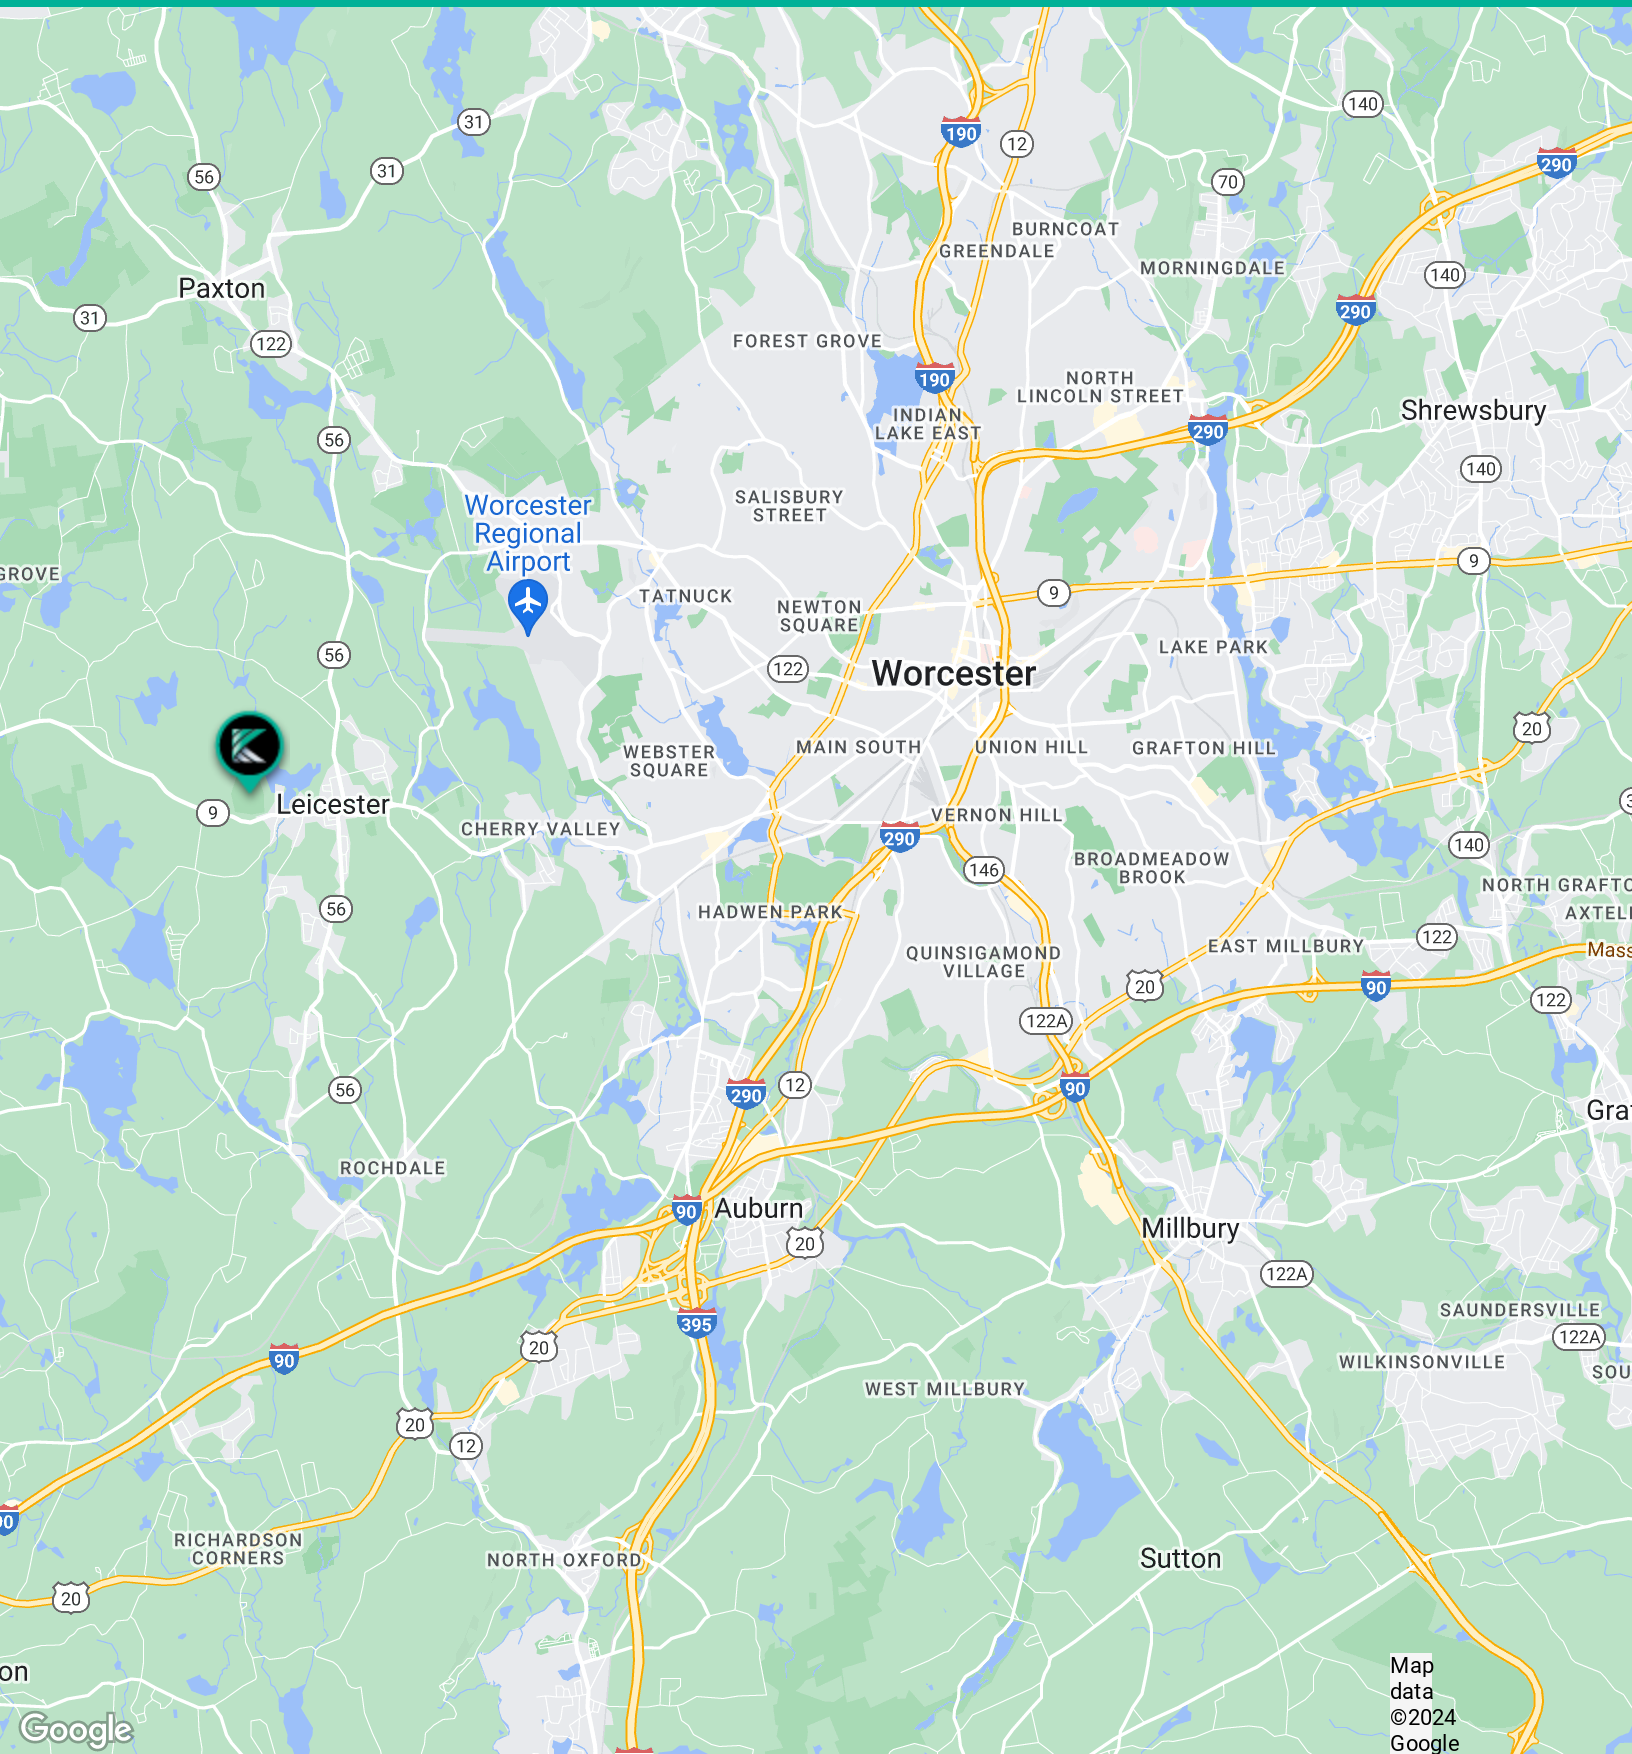 140
190
12
290
31
31
56
70
BURNCOAT
GREENDALE
MORNINGDALE
140
Paxton
31
290
122
FOREST GROVE
190
NORTH
LINCOLN STREET
INDIAN
LAKE EAST
Shrewsbury
290
56
140
SALISBURY
STREET
Worcester
Regional
Airport
9
GROVE
TATNUCK
9
NEWTON
SQUARE
LAKE PARK
56
122
Worcester
20
WEBSTER
SQUARE
MAIN SOUTH
UNION HILL
GRAFTON HILL
Leicester
9
CHERRY VALLEY
VERNON HILL
290
140
BROADMEADOW
BROOK
146
NORTH GRAFTO
56
HADWEN PARK
AXTEL
122
EAST MILLBURY
Mass
QUINSIGAMOND
VILLAGE
20
90
122
122A
56
290
12
90
Gra
ROCHDALE
90
Auburn
20
Millbury
122A
395
SAUNDERSVILLE
122A
20
90
WILKINSONVILLE
SOU
WEST MILLBURY
20
12
RICHARDSON
CORNERS
NORTH OXFORD
Sutton
20
on
Map
data
©2024
Google
Google